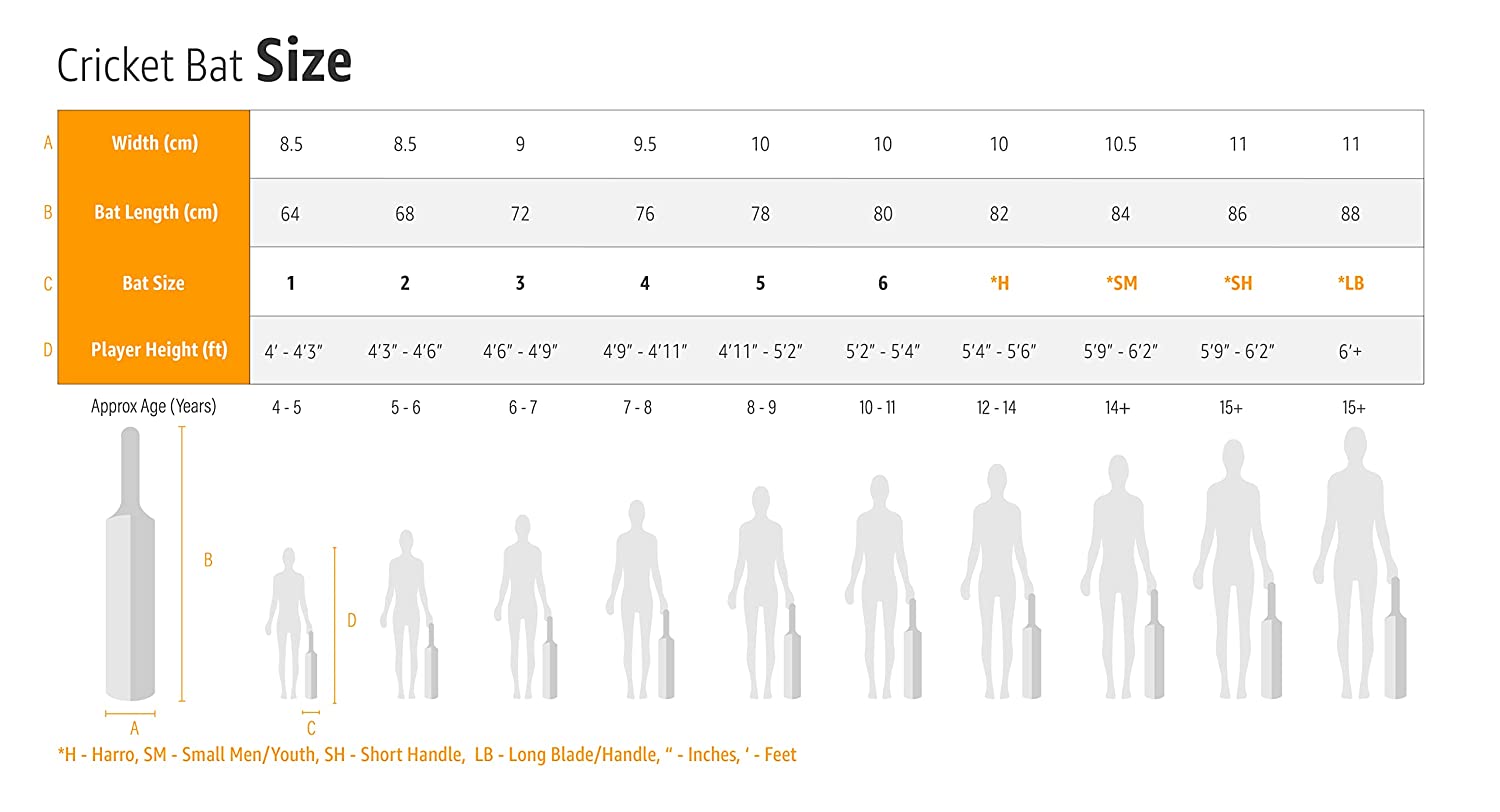 Cricket Bat Size
A Width (cm) 8.5 8.5 9 9.5 10 10 10 10.5 11 11
B Bat Length (cm) 64 68 72 76 78 80 82 84 86 88
C Bat Size 1 2 3 4 5 6 *H *SM *SH *LB
D Player Height (ft) 4' - 4'3" 4'3" - 4'6" 4'6" - 4'9" 4'9" - 4'11" 4'11" - 5'2" 5'2" - 5'4" 5'4" - 5'6" 5'9" - 6'2" 5'9" - 6'2" 6'+
Approx Age (Years) 4 - 5 5 - 6 6 - 7 7 - 8 8 - 9 10 - 11 12 - 14 14+ 15+ 15+
B
D
A
C
*H - Harro, SM - Small Men/Youth, SH - Short Handle, LB - Long Blade/Handle, “ - Inches, ‘ - Feet